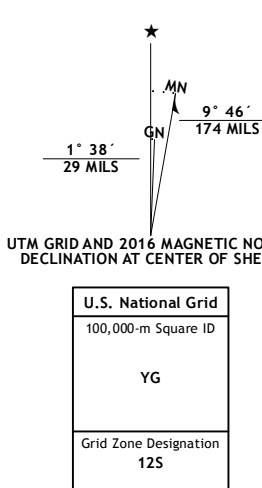 ★
MN
GN
9° 46´
174 MILS
1° 38´
29 MILS
UTM GRID AND 2016 MAGNETIC NO
DECLINATION AT CENTER OF SHE
U.S. National Grid
100,000-m Square ID
YG
Grid Zone Designation
12S